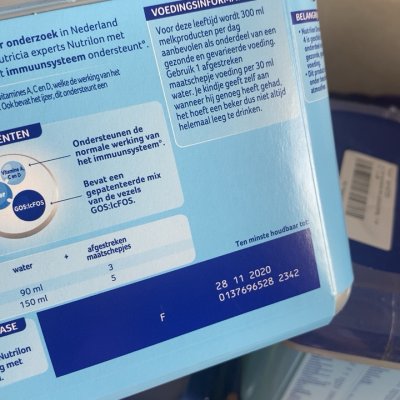 onderzoek in Nederland
utricia experts Nutrilon met
t immuunsysteem ondersteunt*.
vitamines A, C en D, welke de werking van het
. Ook bevat het ijzer, dit ondersteunt een
ENTEN
Vitamine A,
C en D
GOS:lcFOS
Ondersteunen de
normale werking van
het immuunsysteem*.
Bevat een
gepatenteerde mix
van de vezels
GOS:lcFOS.
water + afgestreken
maatschepjes
90 ml 3
150 ml 5
VOEDINGSINFORM
Voor deze leeftijd wordt 300 ml
melkproducten per dag
aanbevolen als onderdeel van een
gezonde en gevarieerde voeding.
Gebruik 1 afgestreken
maatschepje voeding per 30 ml
water. Je kindje geeft zelf aan
wanneer hij genoeg heeft gehad,
het hoeft een beker dus niet altijd
helemaal leeg te drinken.
BELANG
Ten minste houdbaar tot:
28 11 2020
0137696528 2342
F
ASE
Nutrilon
g met